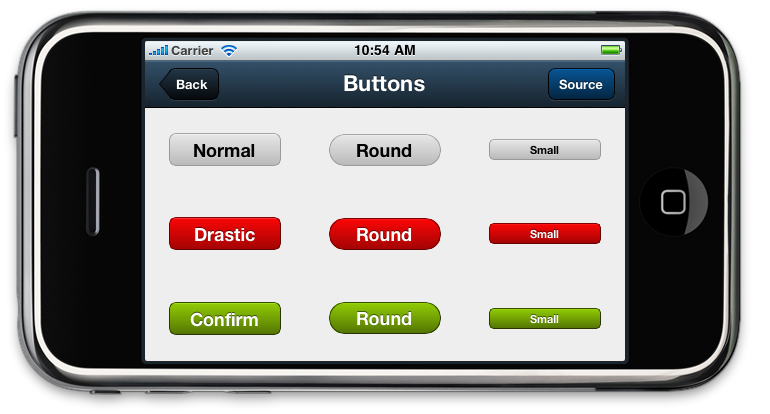 Carrier 10:54 AM
Back Buttons Source
Normal Round Small
Drastic Round Small
Confirm Round Small